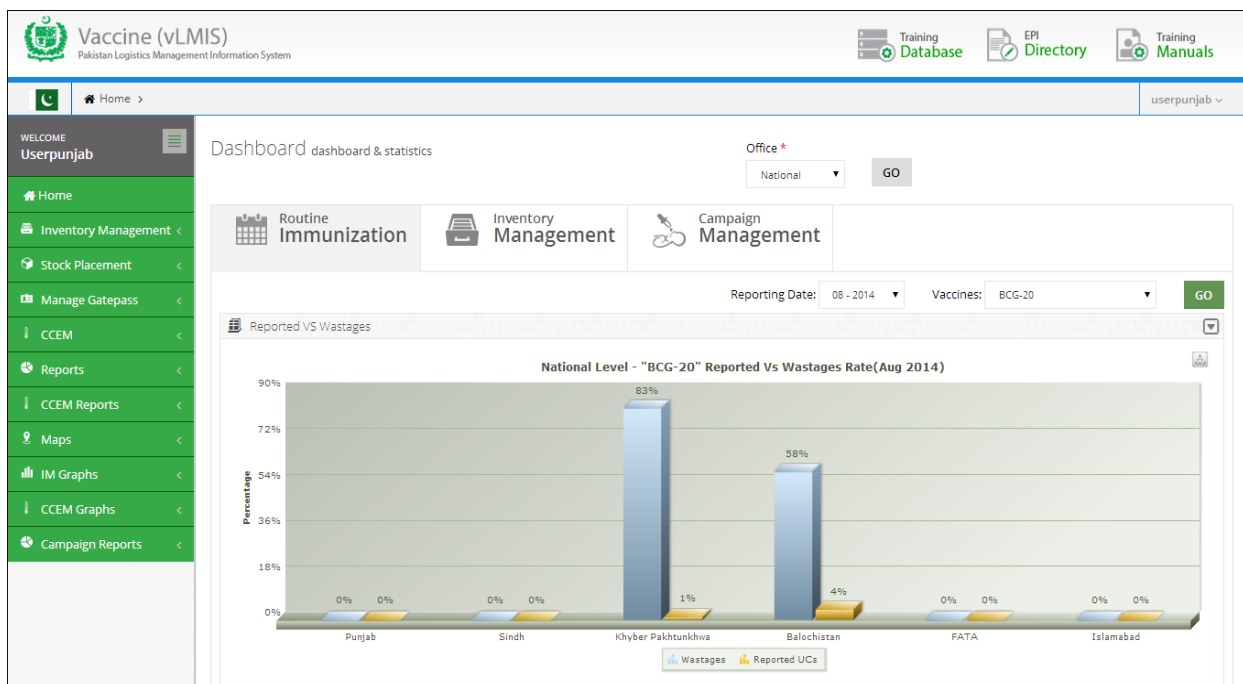 Vaccine (vLMIS)
Pakistan Logistics Management Information System
Training
Database
EPI
Directory
Training
Manuals
Home >
userpunjab
WELCOME
Userpunjab
Home
Inventory Management <
Stock Placement <
Manage Gatepass <
CCEM <
Reports <
CCEM Reports <
Maps <
IM Graphs <
CCEM Graphs <
Campaign Reports <
Dashboard dashboard & statistics
Office *
National
GO
Routine
Immunization
Inventory
Management
Campaign
Management
Reporting Date: 08 - 2014 Vaccines: BCG-20 GO
Reported VS Wastages
National Level - "BCG-20" Reported Vs Wastages Rate(Aug 2014)
Percentage
90%
72%
54%
36%
18%
0%
0% 0%
0% 0%
83% 1%
58% 4%
0% 0%
0% 0%
Punjab Sindh Khyber Pakhtunkhwa Balochistan FATA Islamabad
Wastages Reported UCs